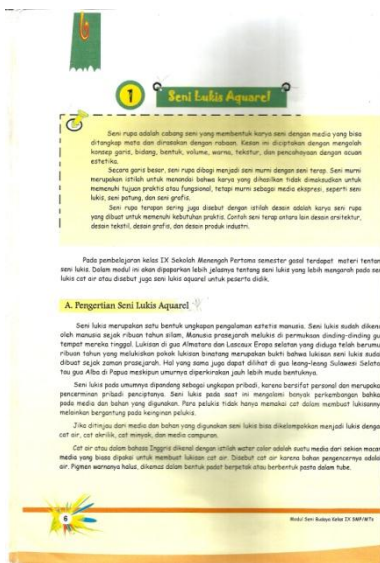 6
1
Seni Lukis Aquarel
Seni rupa adalah cabang seni yang membentuk karya seni dengan media yang bisa
ditangkap mata dan dirasakan dengan rabaan. Kesan ini diciptakan dengan mengolah
konsep garis, bidang, bentuk, volume, warna, tekstur, dan pencahayaan dengan acuan
estetika.
Secara garis besar, seni rupa dibagi menjadi seni murni dengan seni terap. Seni murni
merupakan istilah untuk menandai bahwa karya yang dihasilkan tidak dimaksudkan untuk
memenuhi tujuan praktis atau fungsional, tetapi murni sebagai media ekspresi, seperti seni
lukis, seni patung, dan seni grafis.
Seni rupa terapan sering juga disebut dengan istilah desain adalah karya seni rupa
yang dibuat untuk memenuhi kebutuhan praktis. Contoh seni terap antara lain desain arsitektur,
desain tekstil, desain grafis, dan desain produk industri.
Pada pembelajaran kelas IX Sekolah Menengah Pertama semester gasal terdapat materi tentan
seni lukis. Dalam modul ini akan dipaparkan lebih jelasnya tentang seni lukis yang lebih mengarah pada sen
lukis cat air atau disebut juga seni lukis aquarel untuk peserta didik.
A. Pengertian Seni Lukis Aquarel
Seni lukis merupakan satu bentuk ungkapan pengalaman estetis manusia. Seni lukis sudah dikena
oleh manusia sejak ribuan tahun silam, Manusia prasejarah melukis di permukaan dinding-dinding gu
tempat mereka tinggal. Lukisan di gua Almatara dan Lascaux Eropa selatan yang diduga telah berumu
ribuan tahun yang melukiskan pokok lukisan binatang merupakan bukti bahwa lukisan seni lukis suda
dibuat sejak zaman prasejarah. Hal yang sama juga dapat dilihat di gua leang-leang Sulawesi Selata
tau gua Alba di Papua meskipun umurnya diperkirakan jauh lebih muda bentuknya.
Seni lukis pada umumnya dipandang sebagai ungkapan pribadi, karena bersifat personal dan merupaka
pencerminan pribadi penciptanya. Seni lukis pada saat ini mengalami banyak perkembangan bahka
pada media dan bahan yang digunakan. Para pelukis tidak hanya memakai cat dalam membuat lukisanny
melainkan bergantung pada keinginan pelukis.
Jika ditinjau dari media dan bahan yang digunakan seni lukis bisa dikelompokkan menjadi lukis denga
cat air, cat akrilik, cat minyak, dan media campuran.
Cat air atau dalam bahasa Inggris dikenal dengan istilah water color adalah suatu media dari sekian maca
media yang biasa dipakai untuk membuat lukisan cat air. Disebut cat air karena bahan pengencernya adala
air. Pigmen warnanya halus, dikemas dalam bentuk padat berpetak atau berbentuk pasta dalam tube.
6
Modul Seni Budaya Kelas IX SMP/MTs